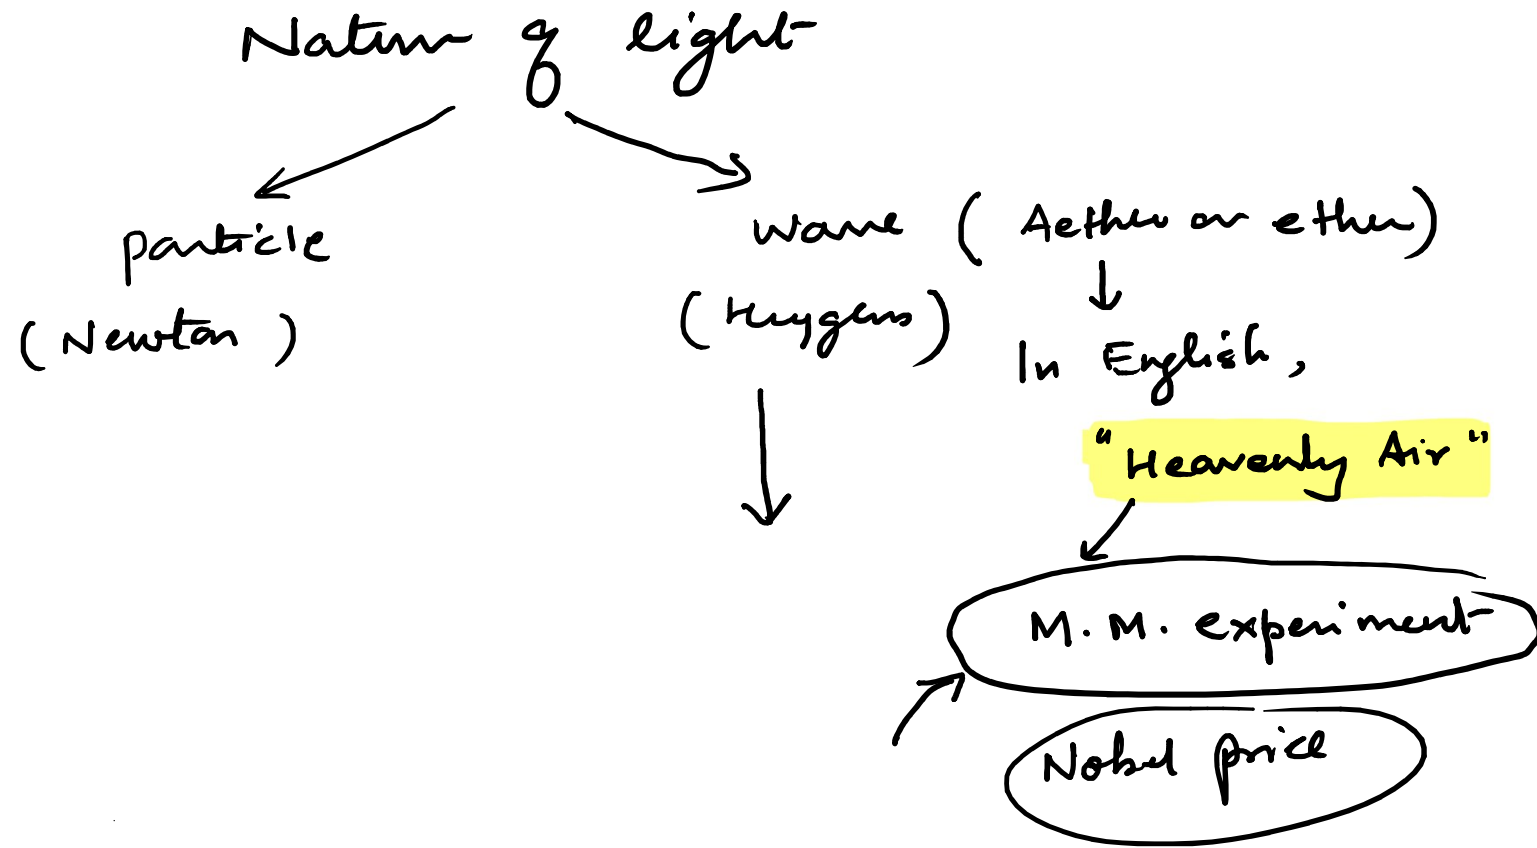 Nature of light
particle
(Newton)
wave (Aether or ether)
(Huygens)
In English,
"Heavenly Air"
M.M. experiment
Nobel price